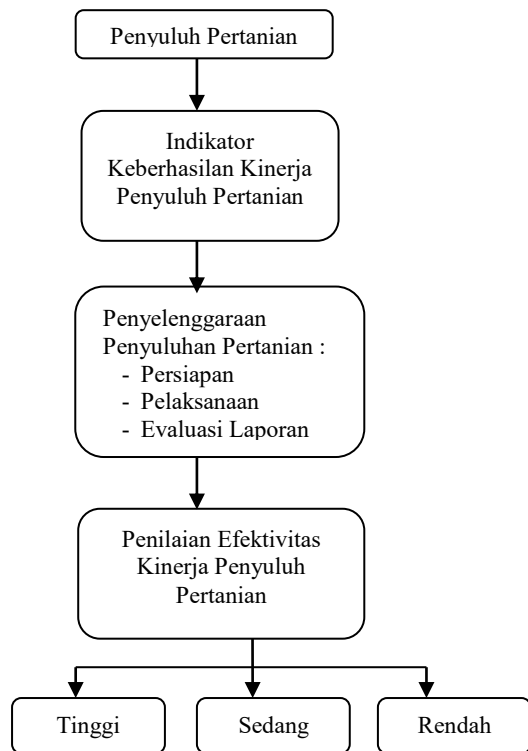 Penyuluh Pertanian
Indikator
Keberhasilan Kinerja
Penyuluh Pertanian
Penyelenggaraan
Penyuluhan Pertanian :
- Persiapan
- Pelaksanaan
- Evaluasi Laporan
Penilaian Efektivitas
Kinerja Penyuluh
Pertanian
Tinggi
Sedang
Rendah